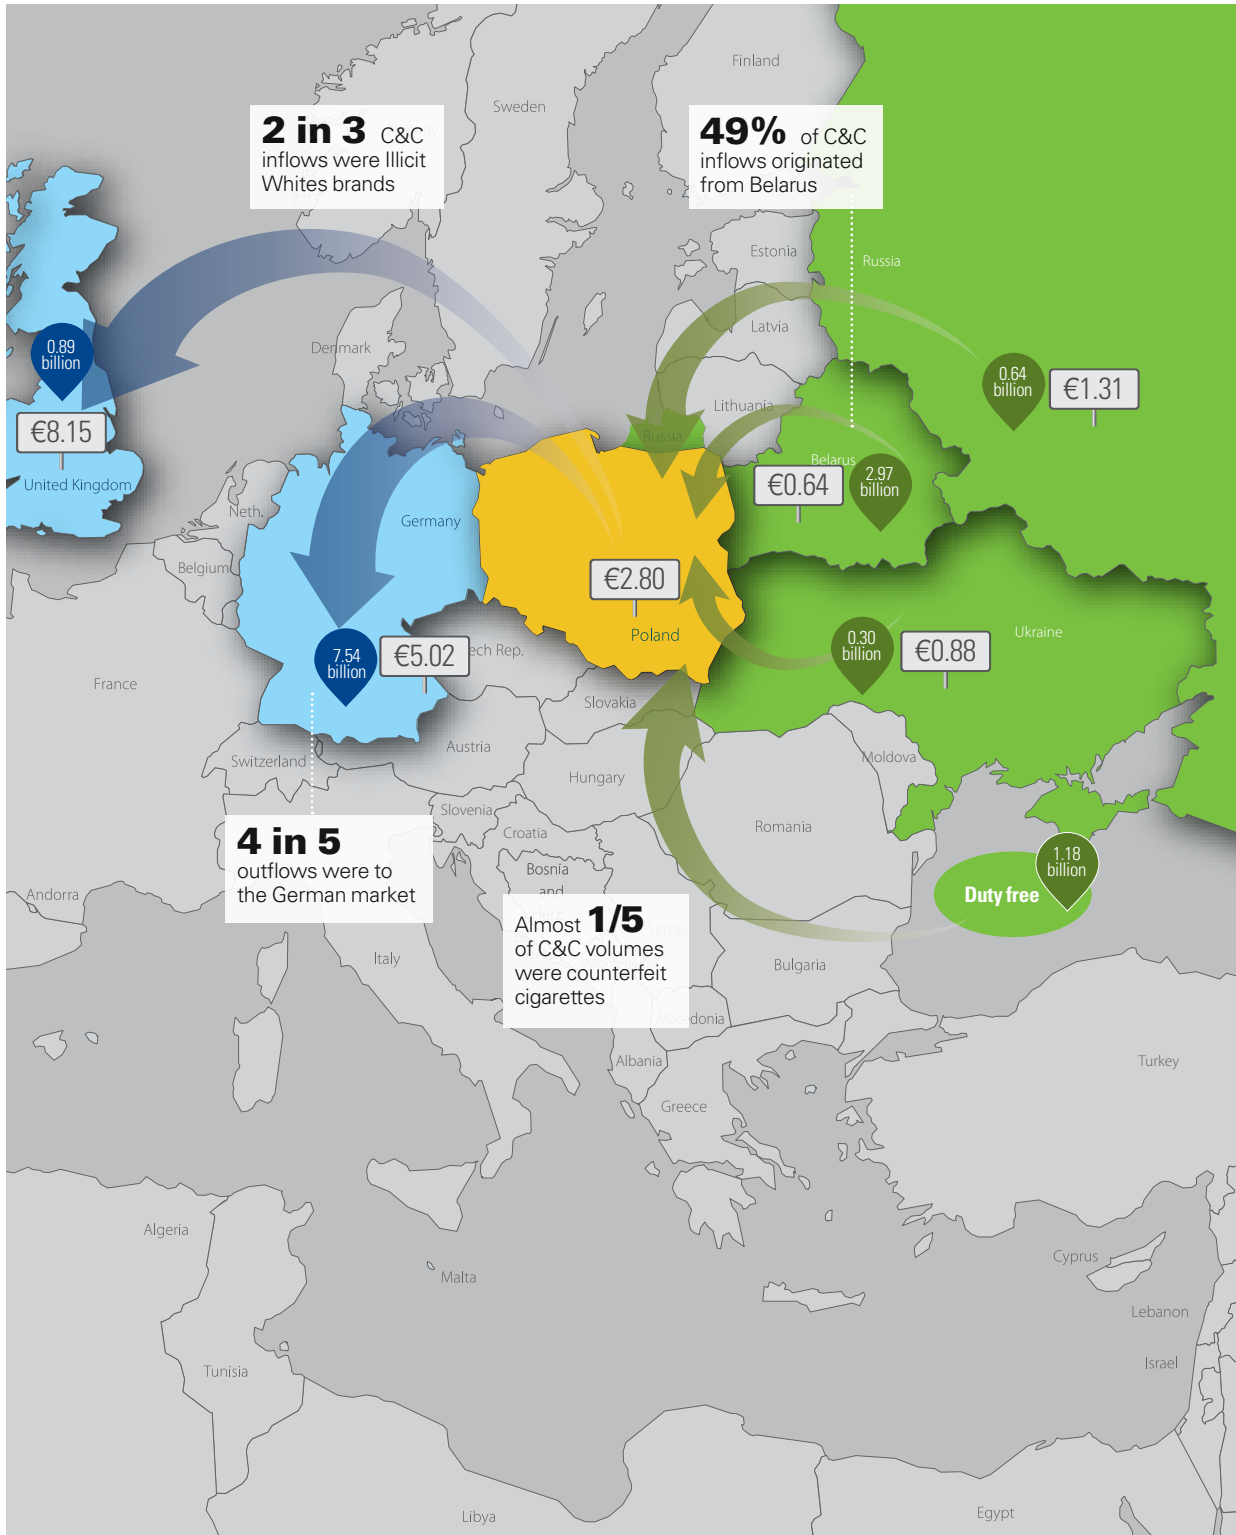 Finland
Sweden
2 in 3 C&C
inflows were Illicit
Whites brands
49% of C&C
inflows originated
from Belarus
Estonia
Russia
Latvia
Denmark
0.89
billion
0.64
billion
€1.31
Lithuania
€8.15
Russia
Belarus
€0.64
2.97
billion
United Kingdom
Neth.
Germany
Belgium
€2.80
Poland
Ukraine
0.30
billion
€0.88
7.54
billion
€5.02
ech Rep.
France
Slovakia
Austria
Switzerland
Moldova
Hungary
Slovenia
Romania
Croatia
4 in 5
outflows were to
the German market
Bosnia
and
1.18
billion
Duty free
Andorra
Almost 1/5
of C&C volumes
were counterfeit
cigarettes
Serbia
Italy
Bulgaria
Macedonia
Albania
Turkey
Greece
Algeria
Cyprus
Malta
Lebanon
Israel
Tunisia
Egypt
Libya